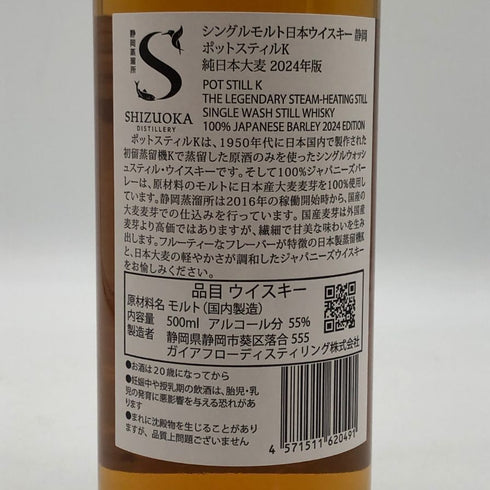 静岡蒸溜所
SHIZUOKA
DISTILLERY
シングルモルト日本ウイスキー 静岡
ポットスティルK
純日本大麦 2024年版
POT STILL K
THE LEGENDARY STEAM-HEATING STILL
SINGLE WASH STILL WHISKY
100% JAPANESE BARLEY 2024 EDITION
ポットスティルKは、1950年代に日本国内で製作された
初留蒸留機Kで蒸留した原酒のみを使ったシングルウォッシ
ュスティル・ウイスキーです。そして100%ジャパニーズバー
レーは、原材料のモルトに日本産大麦麦芽を100%使用し
ています。静岡蒸溜所は2016年の稼働開始時から、国産の
大麦麦芽での仕込みを行っています。国産麦芽は外国産
麦芽より高価ではありますが、繊細で甘美な味わいを生み
出します。フルーティーなフレーバーが特徴の日本製蒸留機K
と、日本大麦の軽やかさが調和したジャパニーズウイスキー
をお愉しみください。
品目 ウイスキー
原材料名 モルト（国内製造）
内容量 500ml アルコール分 55%
製造者 静岡県静岡市葵区落合 555
ガイアフローディスティリング株式会社
●お酒は20歳になってから
●妊娠中や授乳期の飲酒は、胎児・乳
児の発育に悪影響を与える恐れがあ
ります
●まれに沈殿物を生じることがあり
ますが、品質上問題ございません
4 571511 620491